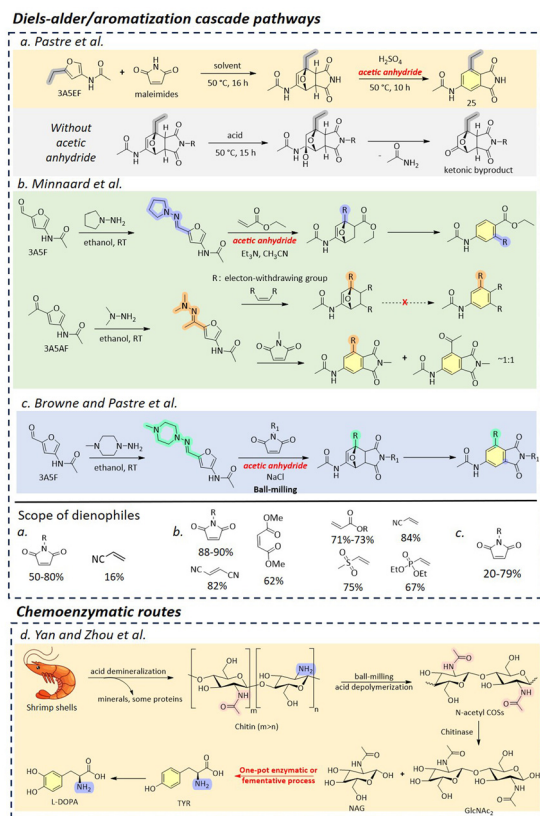 Diels-alder/aromatization cascade pathways
a. Pastre et al.
3A5EF
+
maleimides
solvent
50 °C, 16 h
H2SO4
acetic anhydride
50 °C, 10 h
25
Without
acetic
anhydride
acid
50 °C, 15 h
ketonic byproduct
b. Minnaard et al.
3A5F
ethanol, RT
acetic anhydride
Et3N, CH3CN
R: electon-withdrawing group
3A5AF
ethanol, RT
X
+
~1:1
c. Browne and Pastre et al.
3A5F
ethanol, RT
acetic anhydride
NaCl
Ball-milling
Scope of dienophiles
a.
50-80%
16%
b.
88-90%
82%
62%
71%-73%
84%
75%
67%
c.
20-79%
Chemoenzymatic routes
d. Yan and Zhou et al.
Shrimp shells
acid demineralization
minerals, some proteins
Chitin (m>n)
ball-milling
acid depolymerization
N-acetyl COSs
Chitinase
GlcNAc2
+
NAG
One-pot enzymatic or
fementative process
TYR
L-DOPA